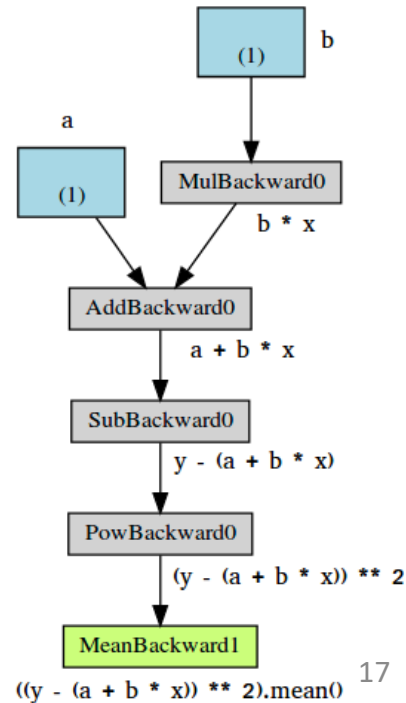 b
(1)
a
(1)
MulBackward0
b * x
AddBackward0
a + b * x
SubBackward0
y - (a + b * x)
PowBackward0
(y - (a + b * x)) ** 2
MeanBackward1
((y - (a + b * x)) ** 2).mean()
17